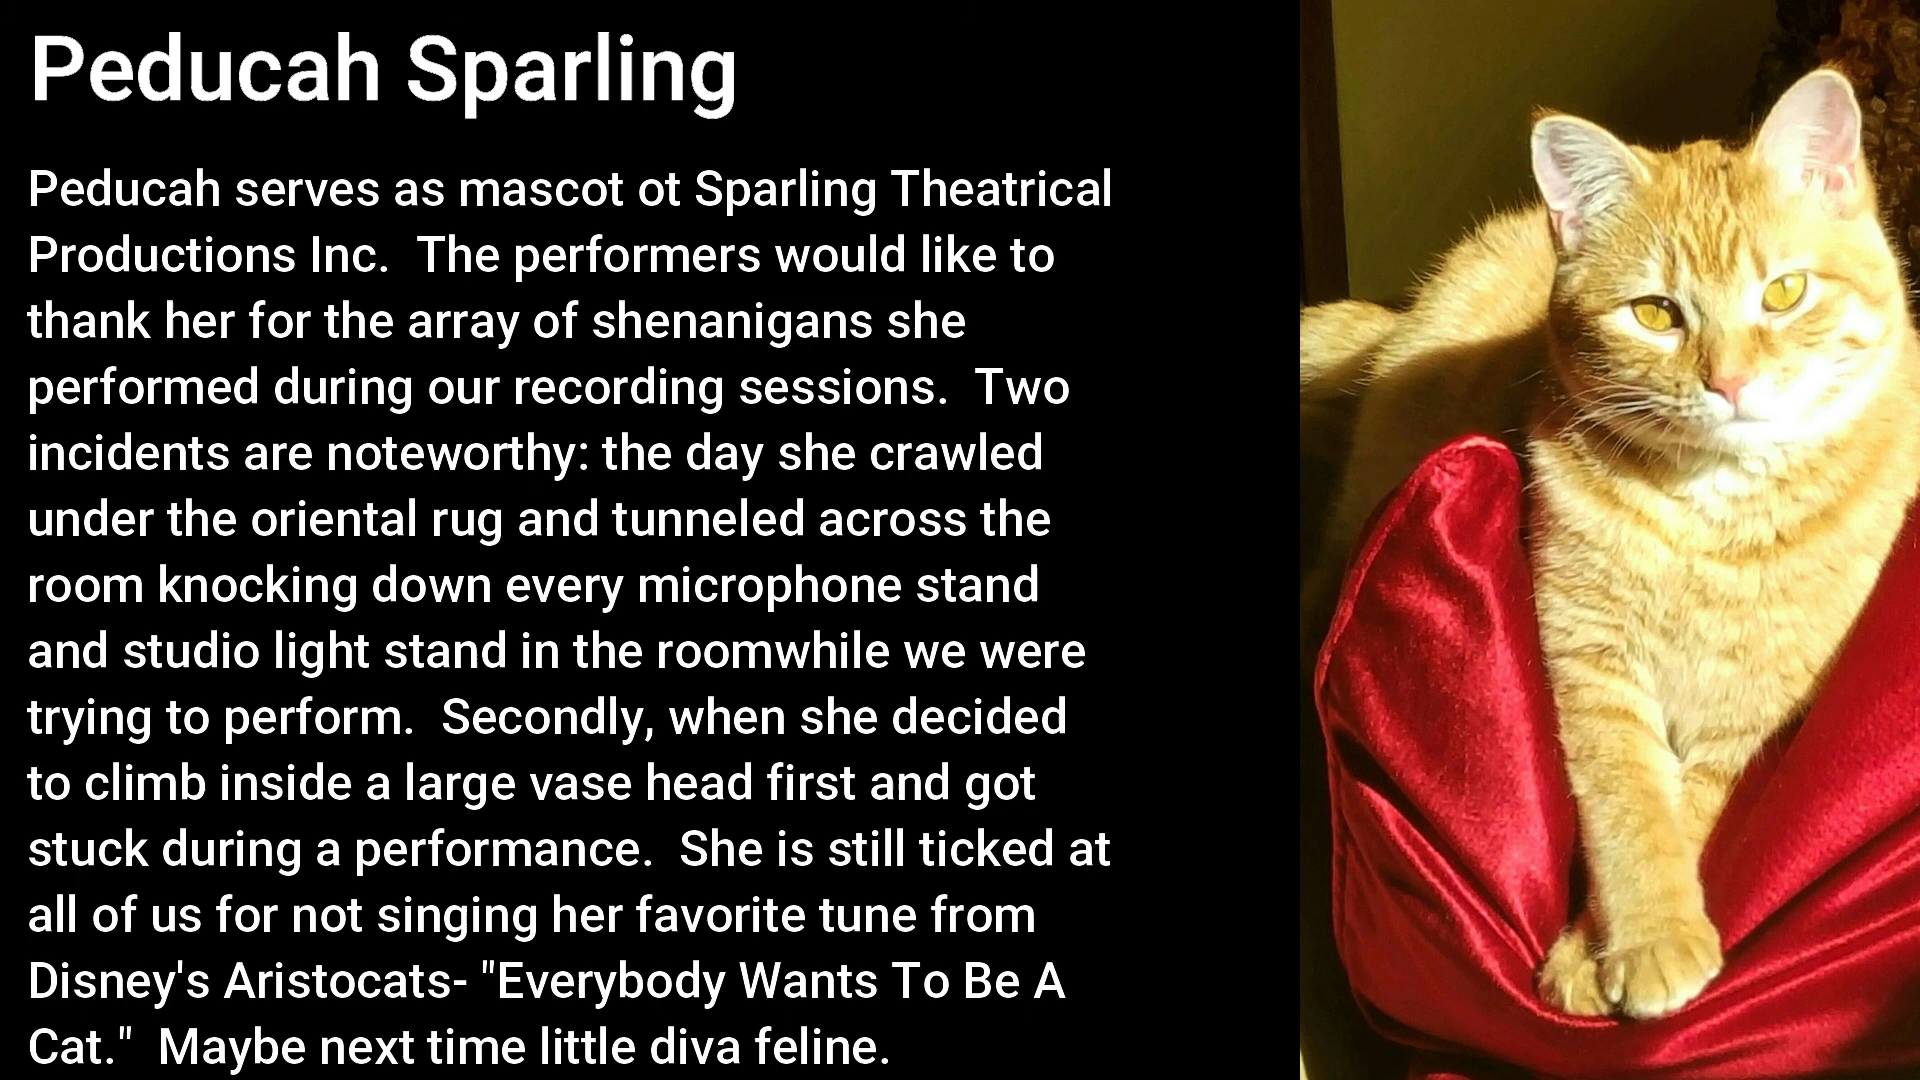 Peducah Sparling
Peducah serves as mascot ot Sparling Theatrical
Productions Inc.  The performers would like to
thank her for the array of shenanigans she
performed during our recording sessions.  Two
incidents are noteworthy: the day she crawled
under the oriental rug and tunneled across the
room knocking down every microphone stand
and studio light stand in the roomwhile we were
trying to perform.  Secondly, when she decided
to climb inside a large vase head first and got
stuck during a performance.  She is still ticked at
all of us for not singing her favorite tune from
Disney's Aristocats- "Everybody Wants To Be A
Cat."  Maybe next time little diva feline.